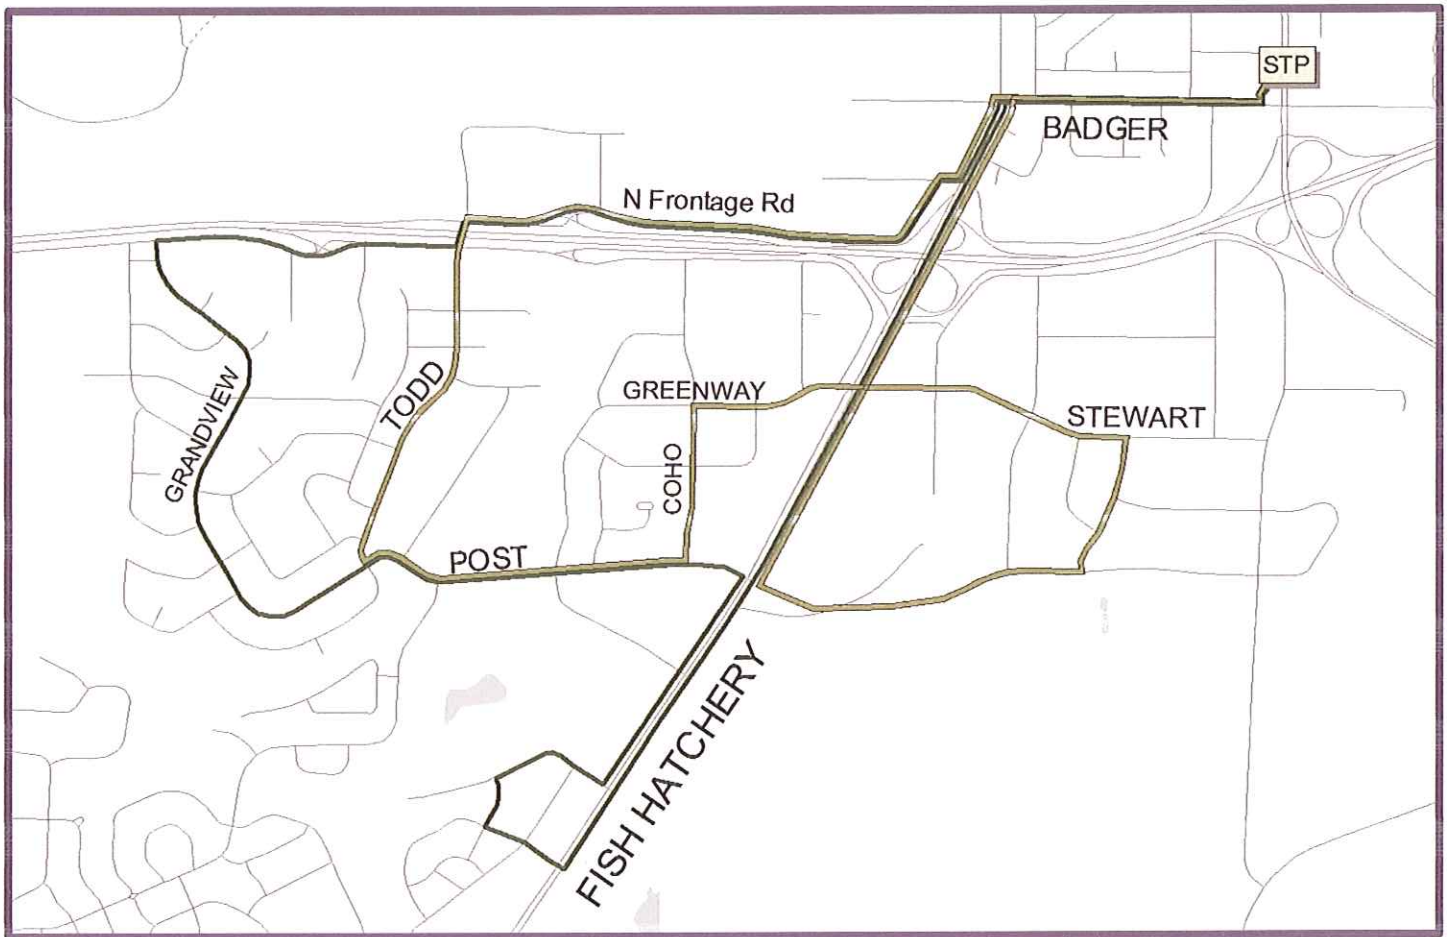 STP
BADGER
N Frontage Rd
GRANDVIEW
TODD
GREENWAY
STEWART
COHO
POST
FISH HATCHERY